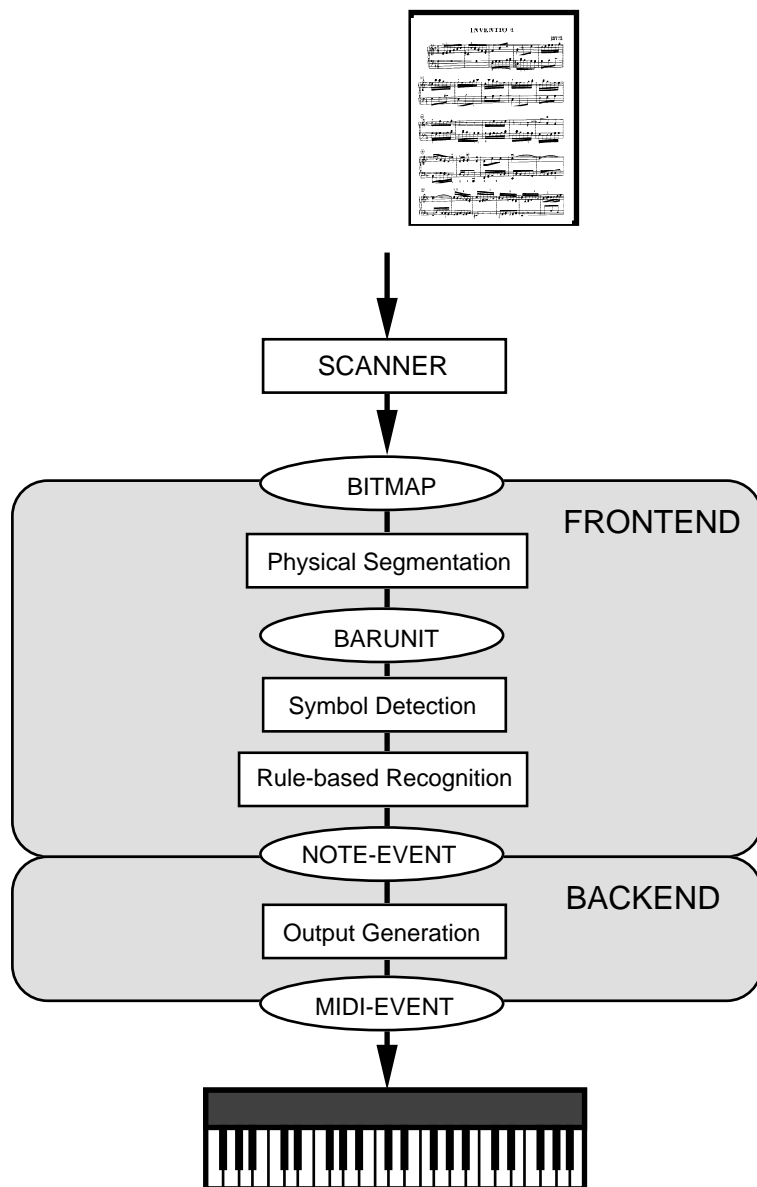 INVENTIO 4
SCANNER
BITMAP
FRONTEND
Physical Segmentation
BARUNIT
Symbol Detection
Rule-based Recognition
NOTE-EVENT
BACKEND
Output Generation
MIDI-EVENT